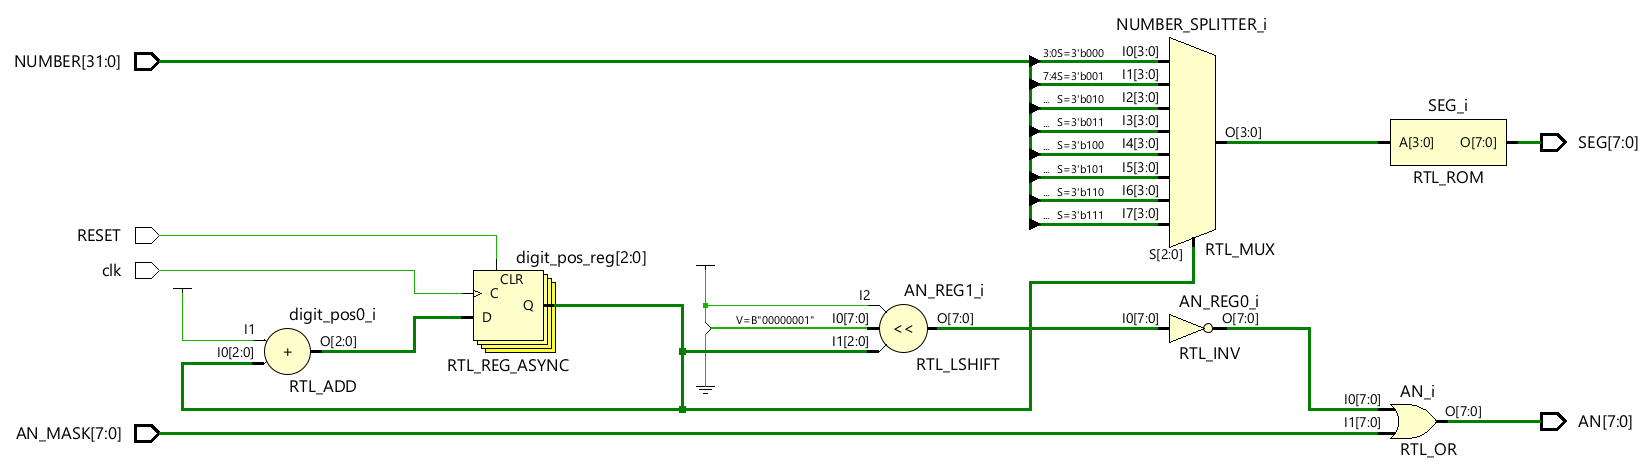 NUMBER_SPLITTER_i
NUMBER[31:0]
3:0S=3'b000 I0[3:0]
7:4S=3'b001 I1[3:0]
... S=3'b010 I2[3:0]
... S=3'b011 I3[3:0]
... S=3'b100 I4[3:0]
... S=3'b101 I5[3:0]
... S=3'b110 I6[3:0]
... S=3'b111 I7[3:0]
O[3:0]
S[2:0]
RTL_MUX
SEG_i
A[3:0] O[7:0]
RTL_ROM
SEG[7:0]
RESET
clk
digit_pos_reg[2:0]
CLR
C
Q
D
RTL_REG_ASYNC
digit_pos0_i
I1
I0[2:0]
+
O[2:0]
RTL_ADD
AN_REG1_i
I2
V=B"00000001" I0[7:0]
I1[2:0]
<<
O[7:0]
RTL_LSHIFT
AN_REG0_i
I0[7:0] O[7:0]
RTL_INV
AN_MASK[7:0]
AN_i
I0[7:0]
I1[7:0]
O[7:0]
RTL_OR
AN[7:0]